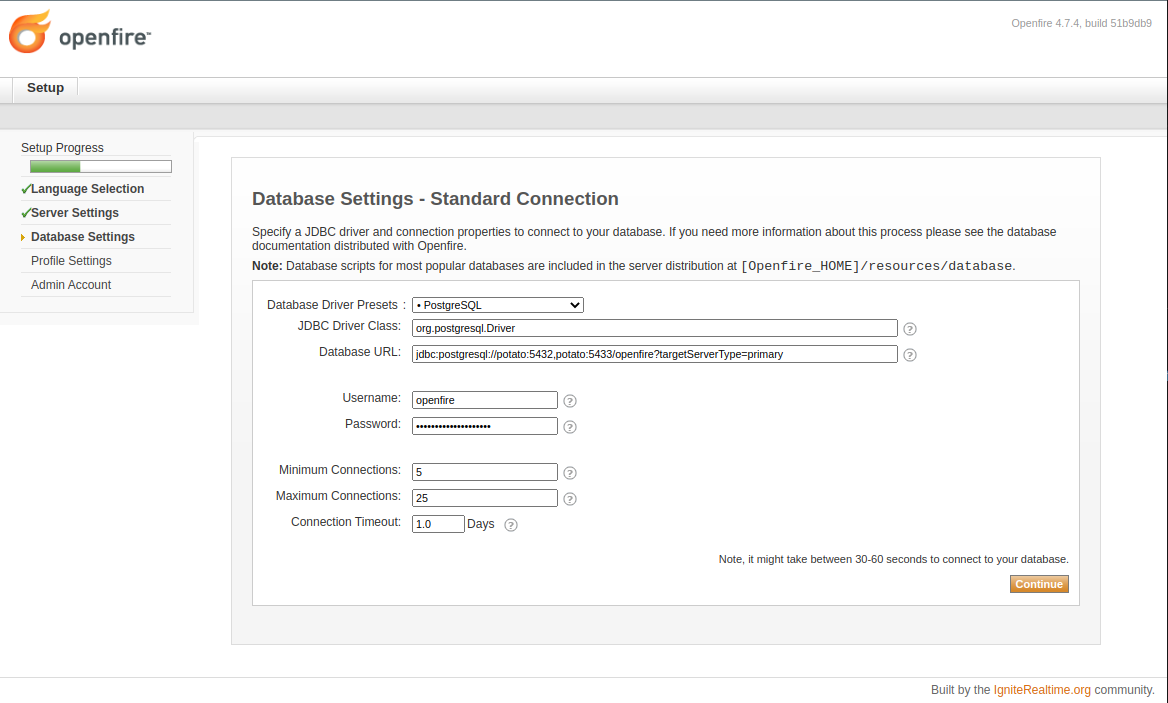 openfire™
Openfire 4.7.4, build 51b9db9
Setup
Setup Progress
Language Selection
Server Settings
Database Settings
Profile Settings
Admin Account
Database Settings - Standard Connection
Specify a JDBC driver and connection properties to connect to your database. If you need more information about this process please see the database
documentation distributed with Openfire.
Note: Database scripts for most popular databases are included in the server distribution at [Openfire_HOME]/resources/database.
Database Driver Presets : • PostgreSQL
JDBC Driver Class: org.postgresql.Driver ?
Database URL: jdbc:postgresql://potato:5432,potato:5433/openfire?targetServerType=primary ?
Username: openfire ?
Password: •••••••••••••••••••• ?
Minimum Connections: 5 ?
Maximum Connections: 25 ?
Connection Timeout: 1.0 Days ?
Note, it might take between 30-60 seconds to connect to your database.
Continue
Built by the IgniteRealtime.org community.